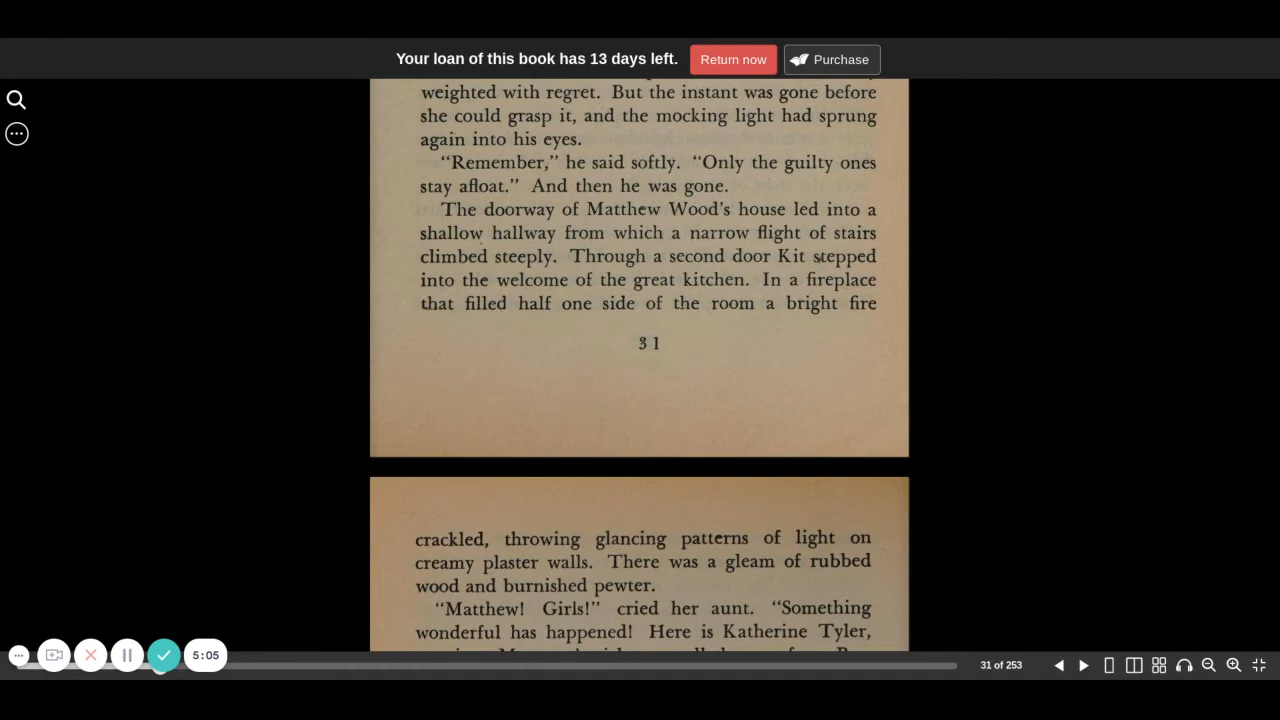 Your loan of this book has 13 days left. Return now Purchase
weighted with regret. But the instant was gone before
she could grasp it, and the mocking light had sprung
again into his eyes.
“Remember,” he said softly. “Only the guilty ones
stay afloat.” And then he was gone.
The doorway of Matthew Wood’s house led into a
shallow hallway from which a narrow flight of stairs
climbed steeply. Through a second door Kit stepped
into the welcome of the great kitchen. In a fireplace
that filled half one side of the room a bright fire
31
crackled, throwing glancing patterns of light on
creamy plaster walls. There was a gleam of rubbed
wood and burnished pewter.
“Matthew! Girls!” cried her aunt. “Something
wonderful has happened! Here is Katherine Tyler,
5:05
31 of 253